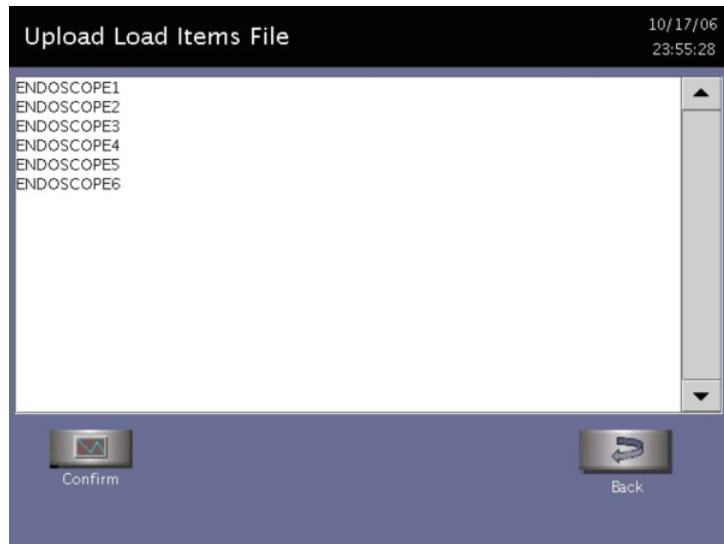 Upload Load Items File
10/17/06
23:55:28
ENDOSCOPE1
ENDOSCOPE2
ENDOSCOPE3
ENDOSCOPE4
ENDOSCOPE5
ENDOSCOPE6
Confirm
Back